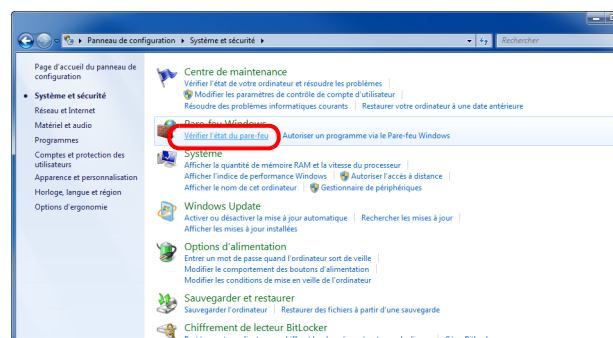 Panneau de configuration Système et sécurité
Rechercher
Page d'accueil du panneau de
configuration
Système et sécurité
Réseau et Internet
Matériel et audio
Programmes
Comptes et protection des
utilisateurs
Apparence et personnalisation
Horloge, langue et région
Options d'ergonomie
Centre de maintenance
Vérifier l'état de votre ordinateur et résoudre les problèmes
Modifier les paramètres de contrôle de compte d'utilisateur
Résoudre des problèmes informatiques courants Restaurer votre ordinateur à une date antérieure
Pare-feu Windows
Vérifier l'état du pare-feu Autoriser un programme via le Pare-feu Windows
Système
Afficher la quantité de mémoire RAM et la vitesse du processeur
Afficher l'indice de performance Windows Autoriser l'accès à distance
Afficher le nom de cet ordinateur Gestionnaire de périphériques
Windows Update
Activer ou désactiver la mise à jour automatique Rechercher les mises à jour
Afficher les mises à jour installées
Options d'alimentation
Entrer un mot de passe quand l'ordinateur sort de veille
Modifier le comportement des boutons d'alimentation
Modifier les conditions de mise en veille de l'ordinateur
Sauvegarder et restaurer
Sauvegarder l'ordinateur Restaurer des fichiers à partir d'une sauvegarde
Chiffrement de lecteur BitLocker